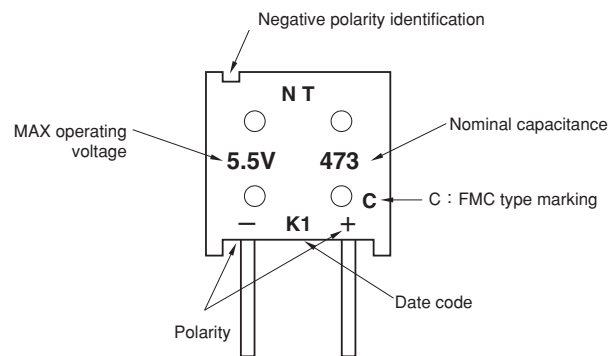 Negative polarity identification
N T
MAX operating
voltage
Nominal capacitance
5.5V 473
C
C : FMC type marking
− K1 +
Date code
Polarity